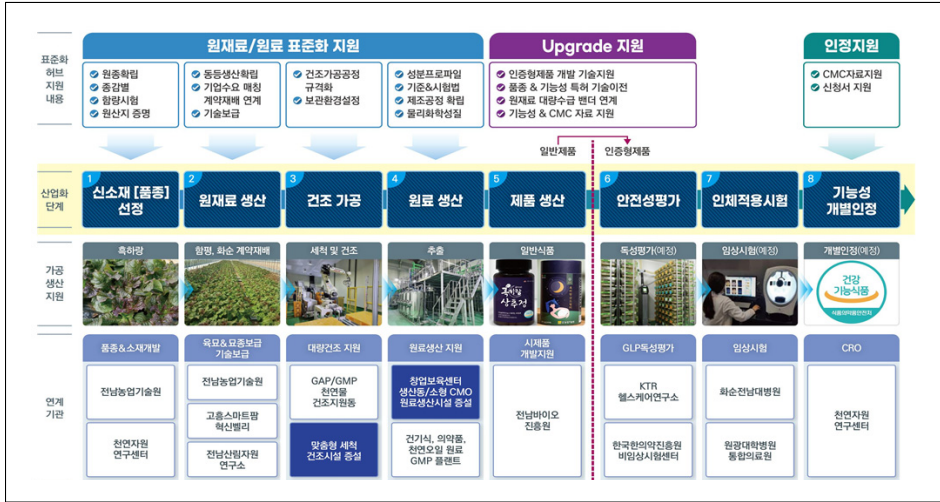 원재료/원료 표준화 지원
Upgrade 지원
인정지원
표준화
허브
지원
내용
원종확립
종감별
함량시험
원산지 증명
동등생산확립
기업수요 매칭
계약재배 연계
기술보급
건조가공공정
규격화
보관환경설정
성분프로파일
기준&시험법
제조공정 확립
물리화학성질
인증형제품 개발 기술지원
품종 & 기능성 특허 기술이전
원재료 대량수급 밴더 연계
기능성 & CMC 자료 지원
CMC자료지원
신청서 지원
일반제품
인증형제품
산업화
단계
1
신소재 [품종]
선정
2
원재료 생산
3
건조 가공
4
원료 생산
5
제품 생산
6
안전성평가
7
인체적용시험
8
기능성
개별인정
가공
생산
지원
흑하랑
함평, 화순 계약재배
세척 및 건조
추출
일반식품
독성평가(예정)
임상시험(예정)
개별인정(예정)
상추정
건강
기능식품
식품의약품안전처
연계
기관
품종&소재개발
전남농업기술원
천연자원
연구센터
육묘&묘종보급
기술보급
전남농업기술원
고흥스마트팜
혁신밸리
전남산림자원
연구소
대량건조 지원
GAP/GMP
천연물
건조지원동
맞춤형 세척
건조시설 증설
원료생산 지원
창업보육센터
생산동/소형 CMO
원료생산시설 증설
건기식, 의약품,
천연오일 원료
GMP 플랜트
시제품
개발지원
전남바이오
진흥원
GLP독성평가
KTR
헬스케어연구소
한국한의약진흥원
비임상시험센터
임상시험
화순전남대병원
원광대학병원
통합의료원
CRO
천연자원
연구센터